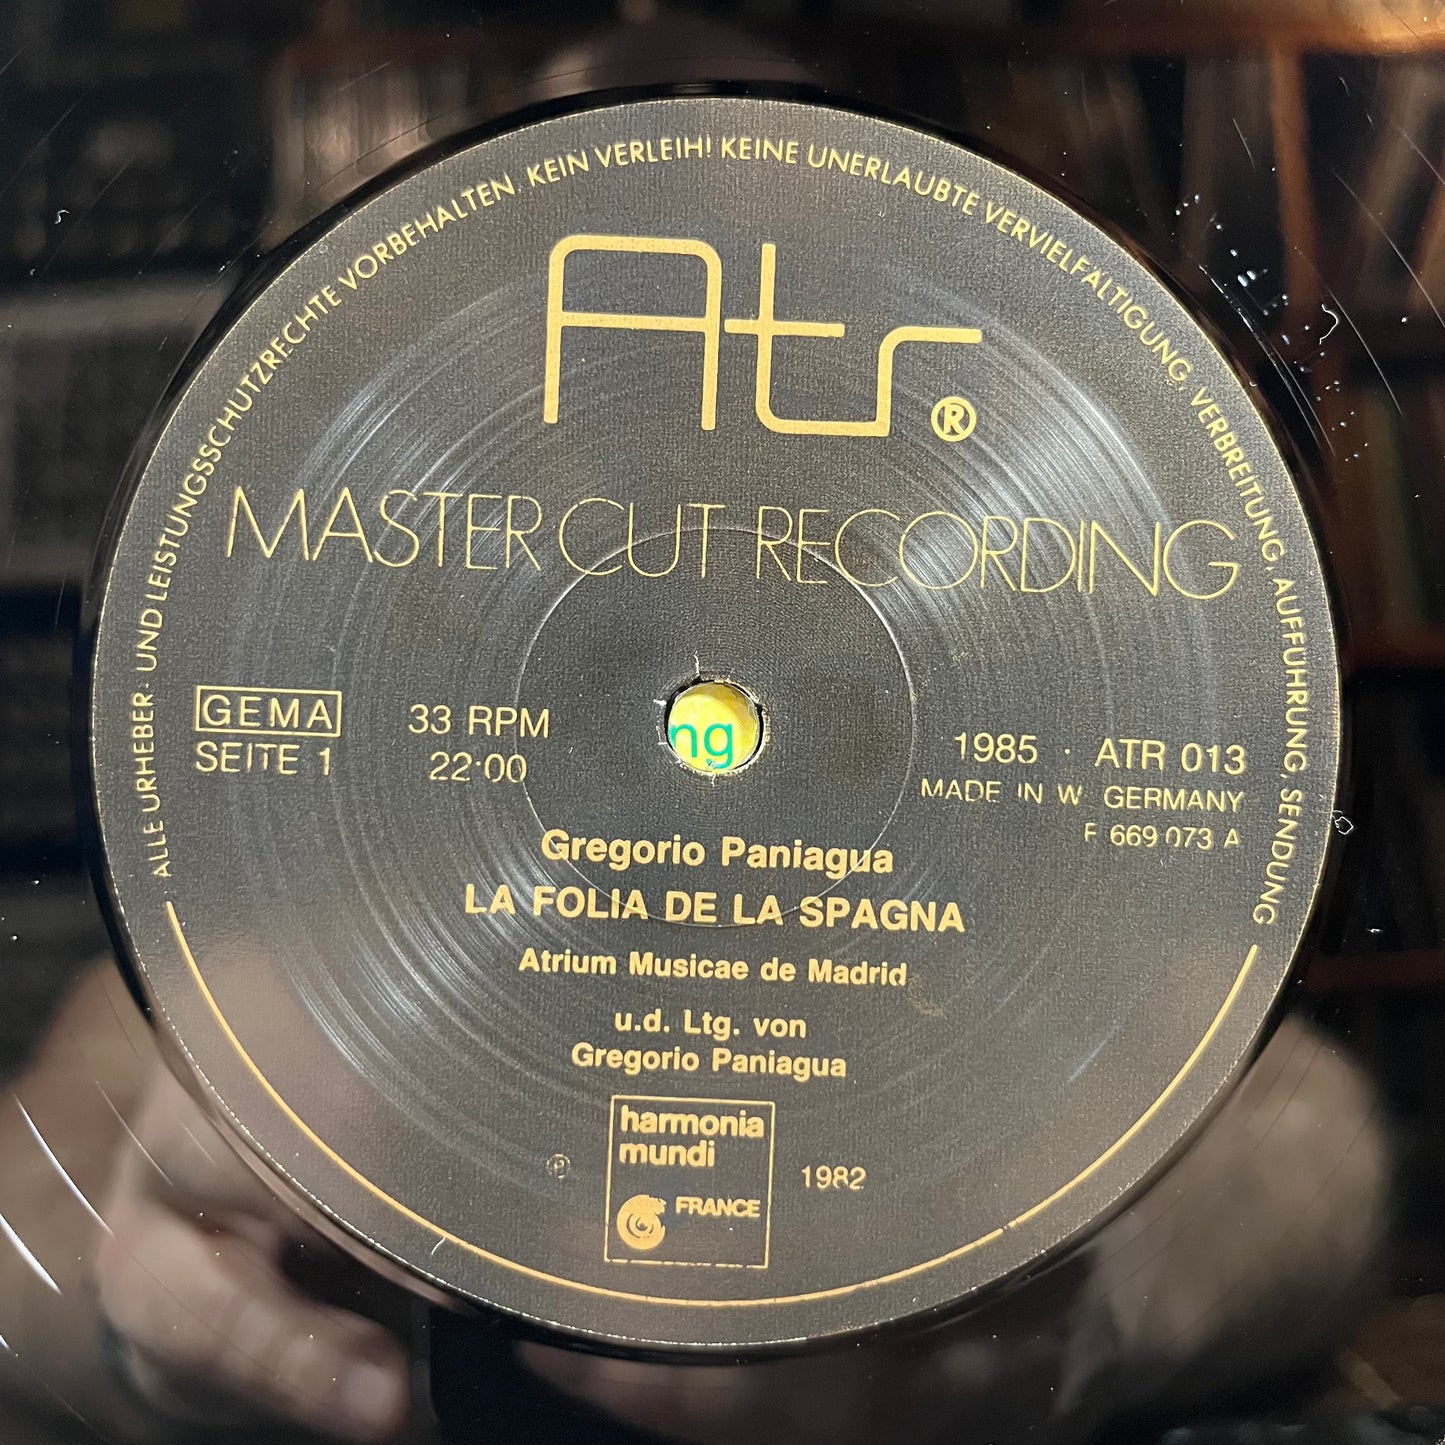 ALLE URHEBER- UND LEISTUNGSSCHUTZRECHTE VORBEHALTEN. KEIN VERLEIH! KEINE UNERLAUBTE VERVIELFÄLTIGUNG, VERBREITUNG, AUFFÜHRUNG, SENDUNG
Atr®
MASTER CUT RECORDING
GEMA
SEITE 1
33 RPM
22·00
ng
1985 · ATR 013
MADE IN W. GERMANY
F 669 073 A
Gregorio Paniagua
LA FOLIA DE LA SPAGNA
Atrium Musicae de Madrid
u.d. Ltg. von
Gregorio Paniagua
harmonia
mundi
FRANCE
℗
1982